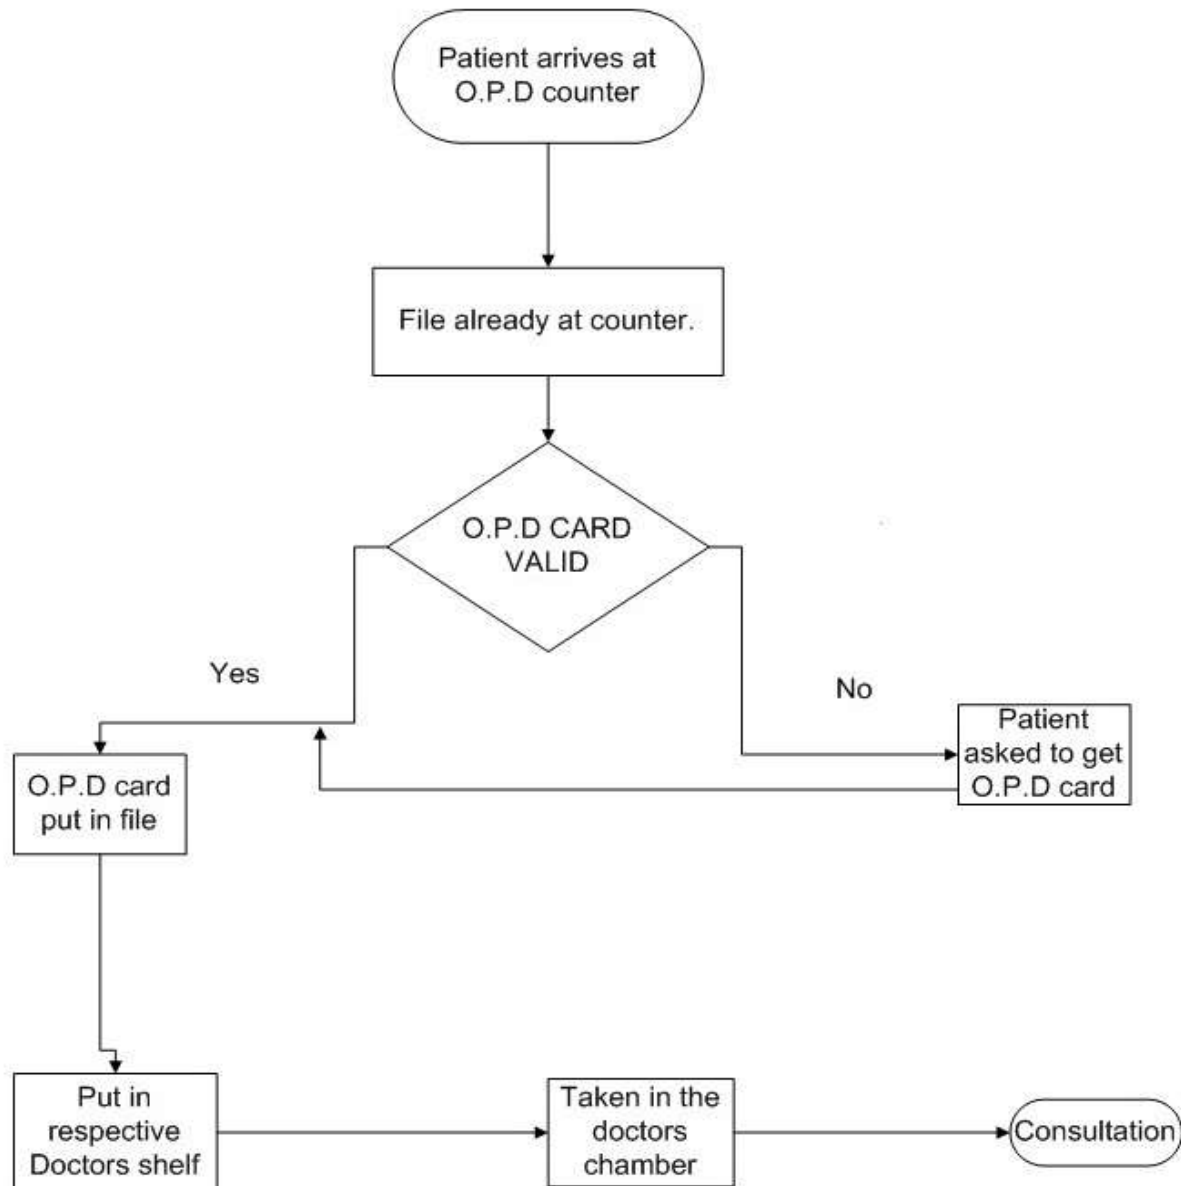 Patient arrives at
O.P.D counter
File already at counter.
O.P.D CARD
VALID
Yes
No
Patient
asked to get
O.P.D card
O.P.D card
put in file
Put in
respective
Doctors shelf
Taken in the
doctors
chamber
Consultation